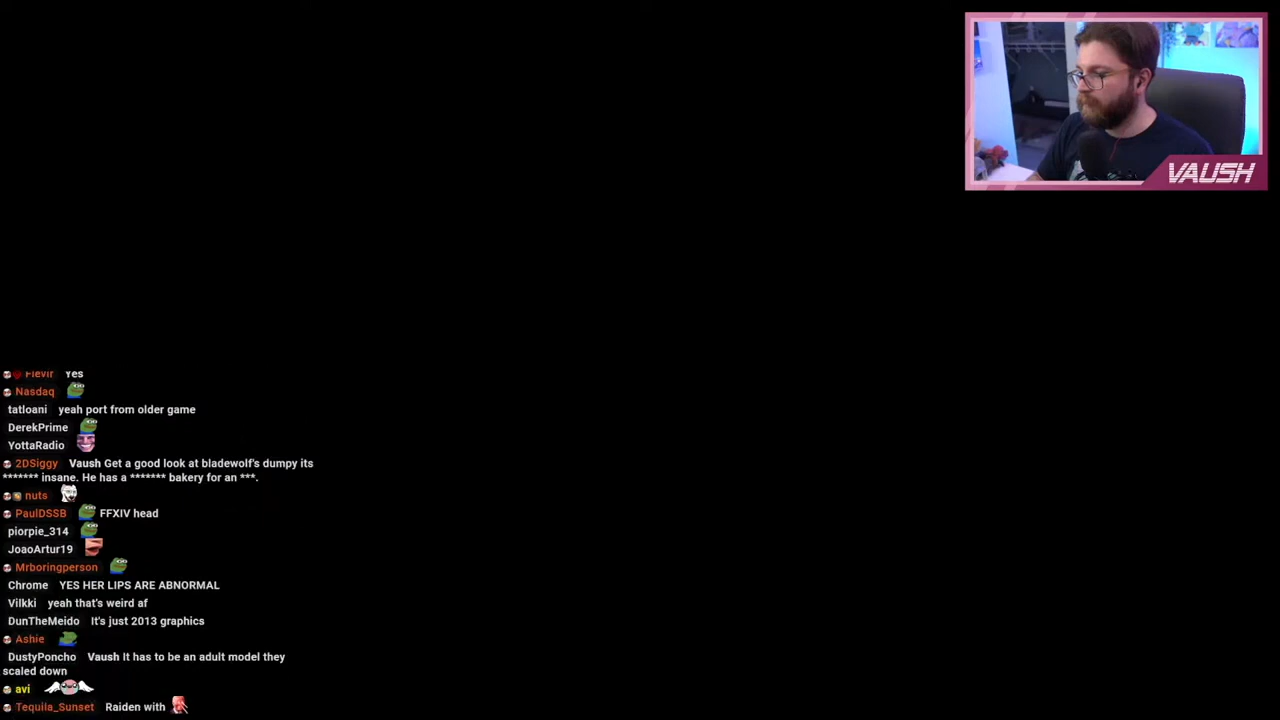 VAUSH
Flevir Yes
Nasdaq
tatloani yeah port from older game
DerekPrime
YottaRadio
2DSiggy Vaush Get a good look at bladewolf's dumpy its
******* insane. He has a ******* bakery for an ***.
nuts
PaulDSSB FFXIV head
piorpie_314
JoaoArtur19
Mrboringperson
Chrome YES HER LIPS ARE ABNORMAL
Vilkki yeah that's weird af
DunTheMeido It's just 2013 graphics
Ashie
DustyPoncho Vaush It has to be an adult model they
scaled down
avi
Tequila_Sunset Raiden with